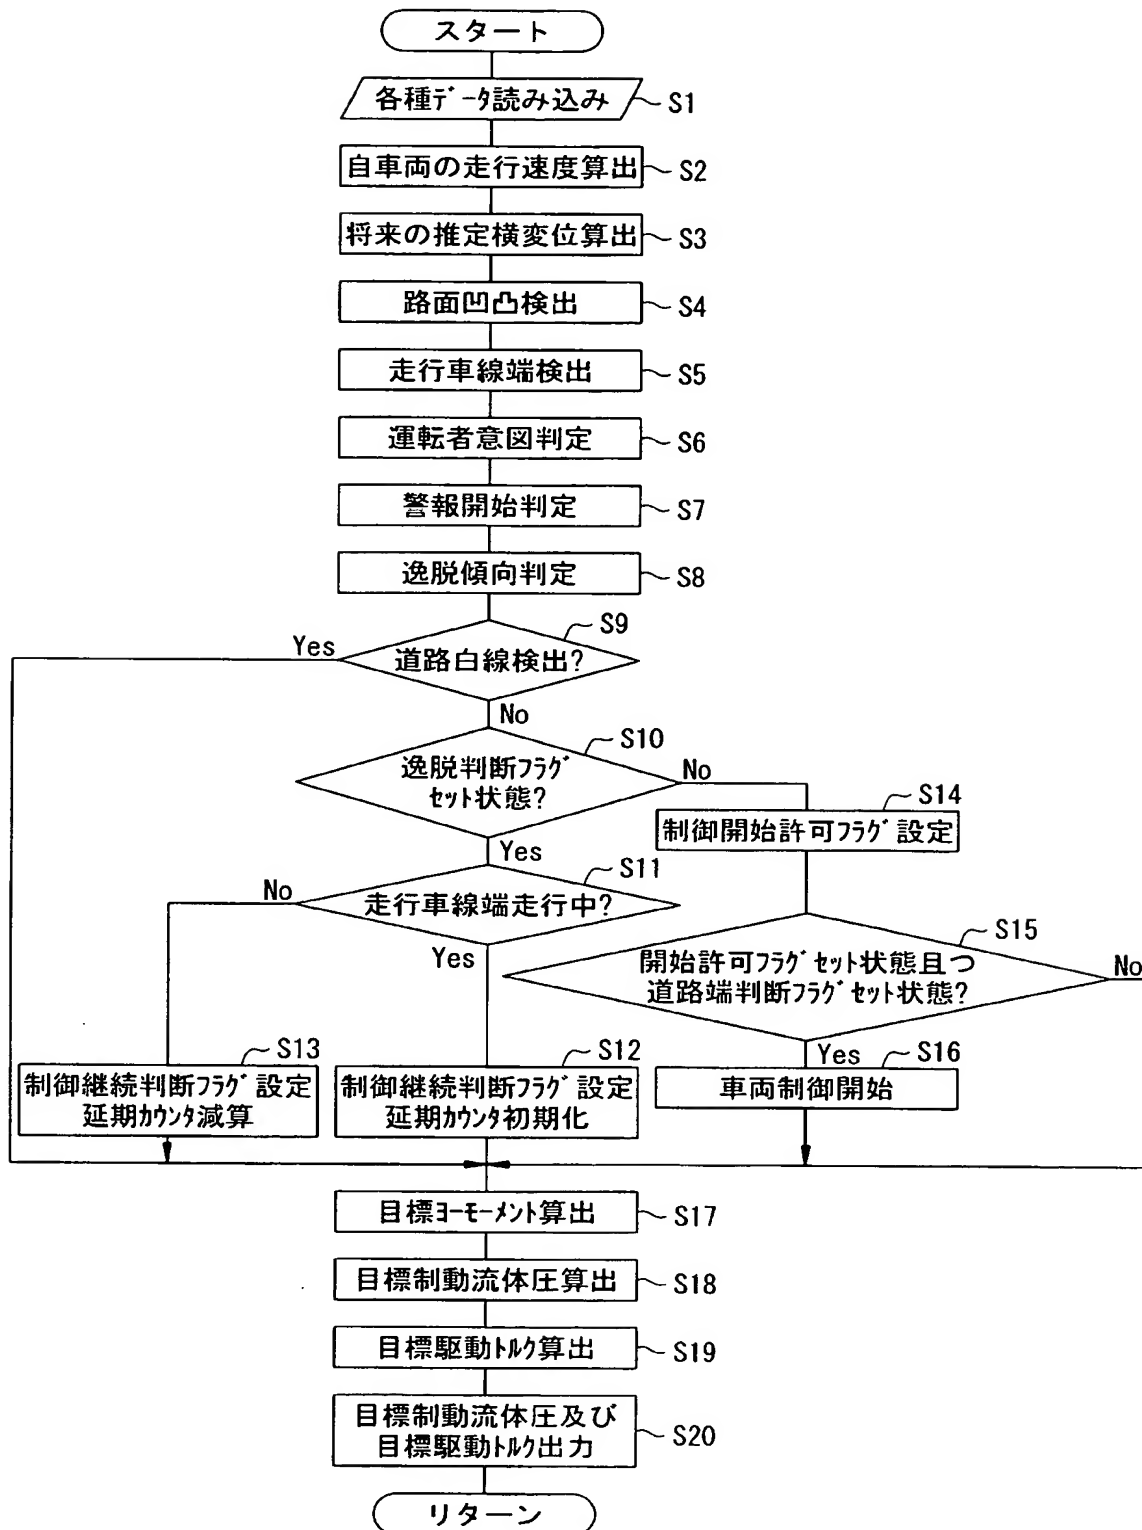 スタート
各種データ読み込み
S1
自車両の走行速度算出
S2
将来の推定横変位算出
S3
路面凹凸検出
S4
走行車線端検出
S5
運転者意図判定
S6
警報開始判定
S7
逸脱傾向判定
S8
S9
Yes
道路白線検出?
No
S10
逸脱判断フラグ
セット状態?
No
S14
制御開始許可フラグ設定
Yes
S11
No
走行車線端走行中?
Yes
S15
開始許可フラグセット状態且つ
道路端判断フラグセット状態?
No
Yes
S13
制御継続判断フラグ設定
延期カウンタ減算
S12
制御継続判断フラグ設定
延期カウンタ初期化
S16
車両制御開始
目標ヨーモーメント算出
S17
目標制動流体圧算出
S18
目標駆動トルク算出
S19
目標制動流体圧及び
目標駆動トルク出力
S20
リターン